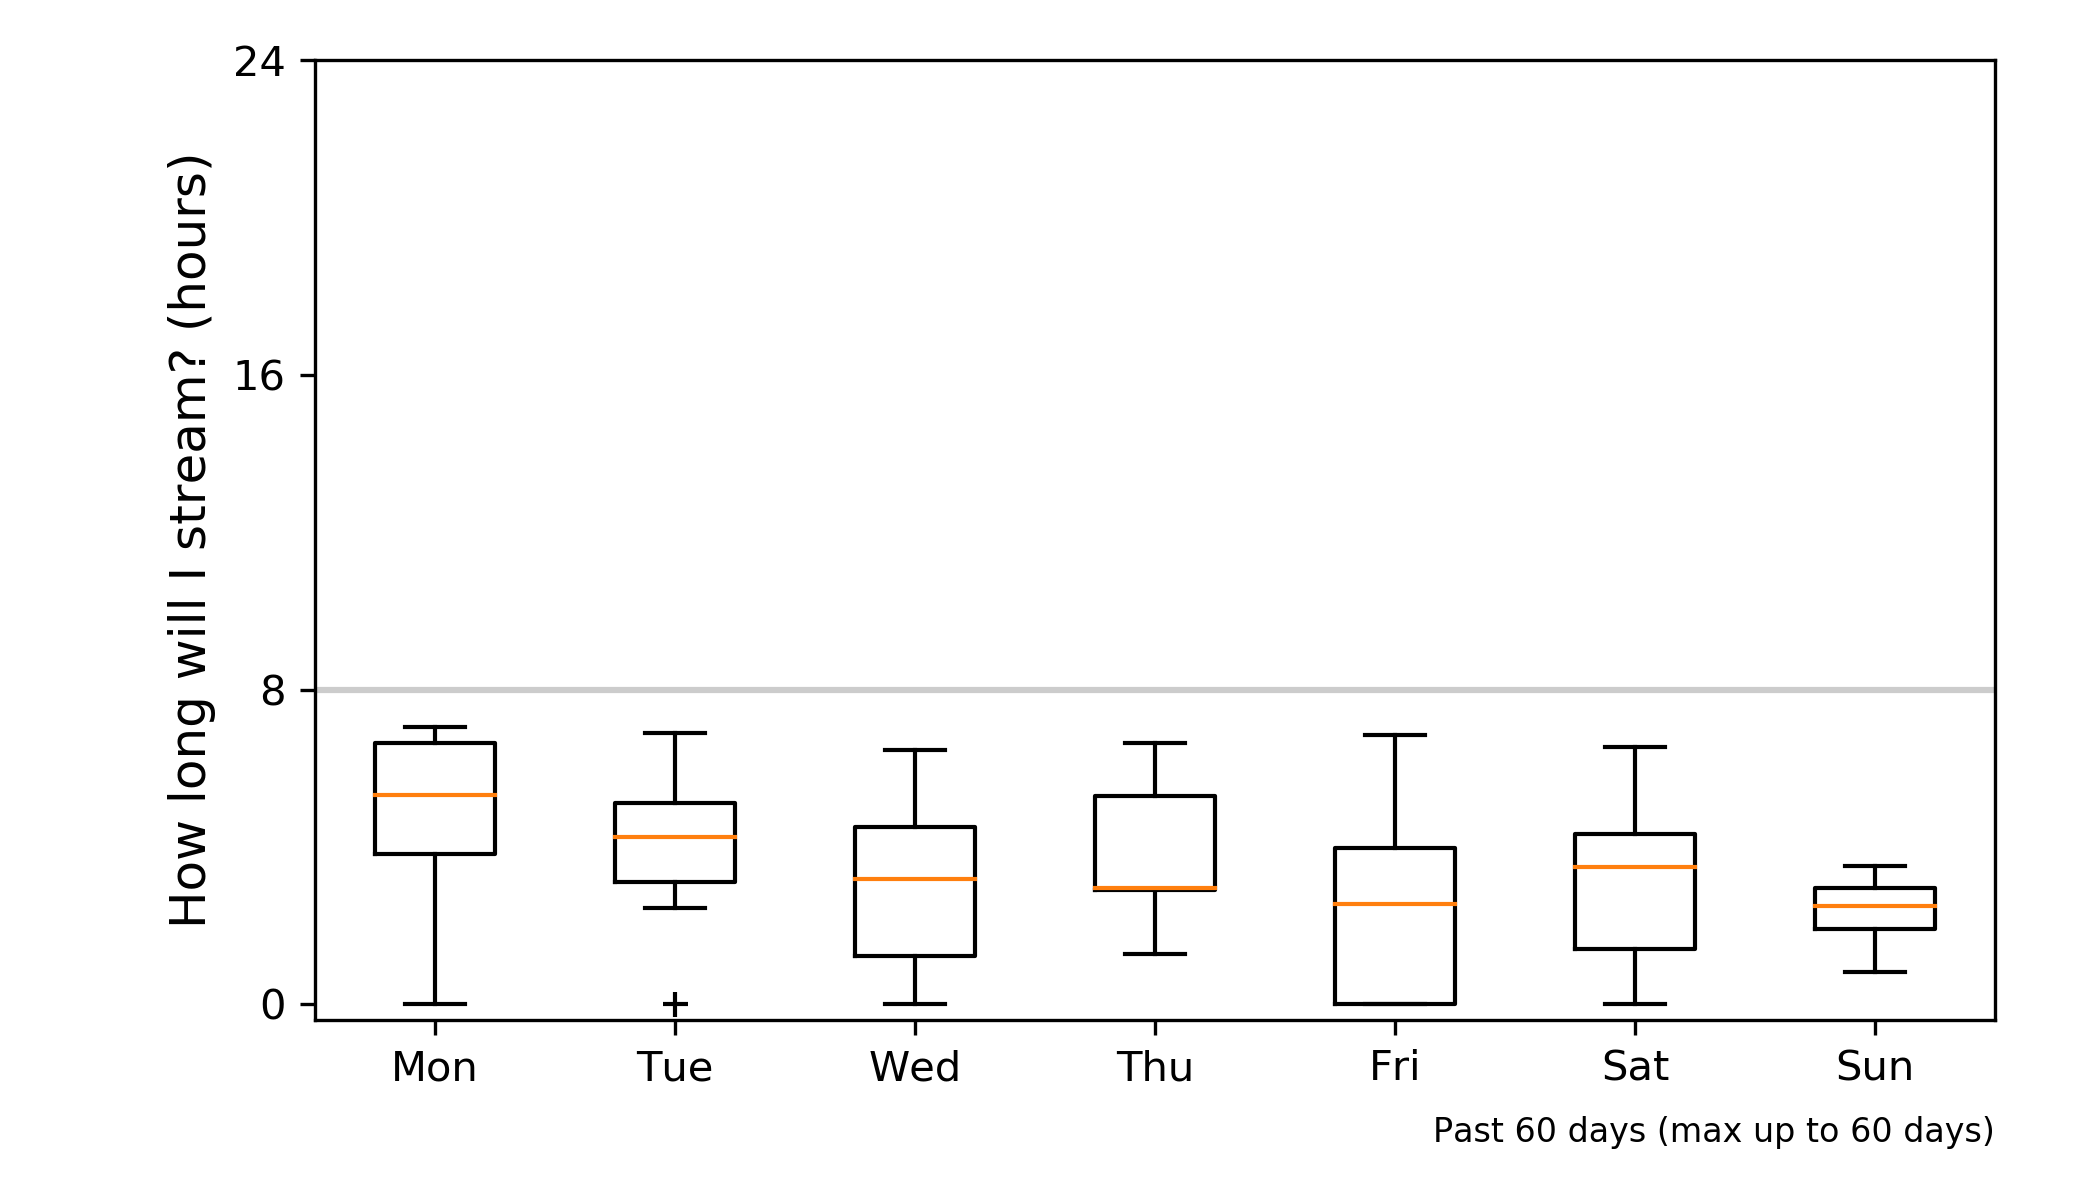 How long will I stream? (hours)
24
16
8
0
Mon Tue Wed Thu Fri Sat Sun
Past 60 days (max up to 60 days)